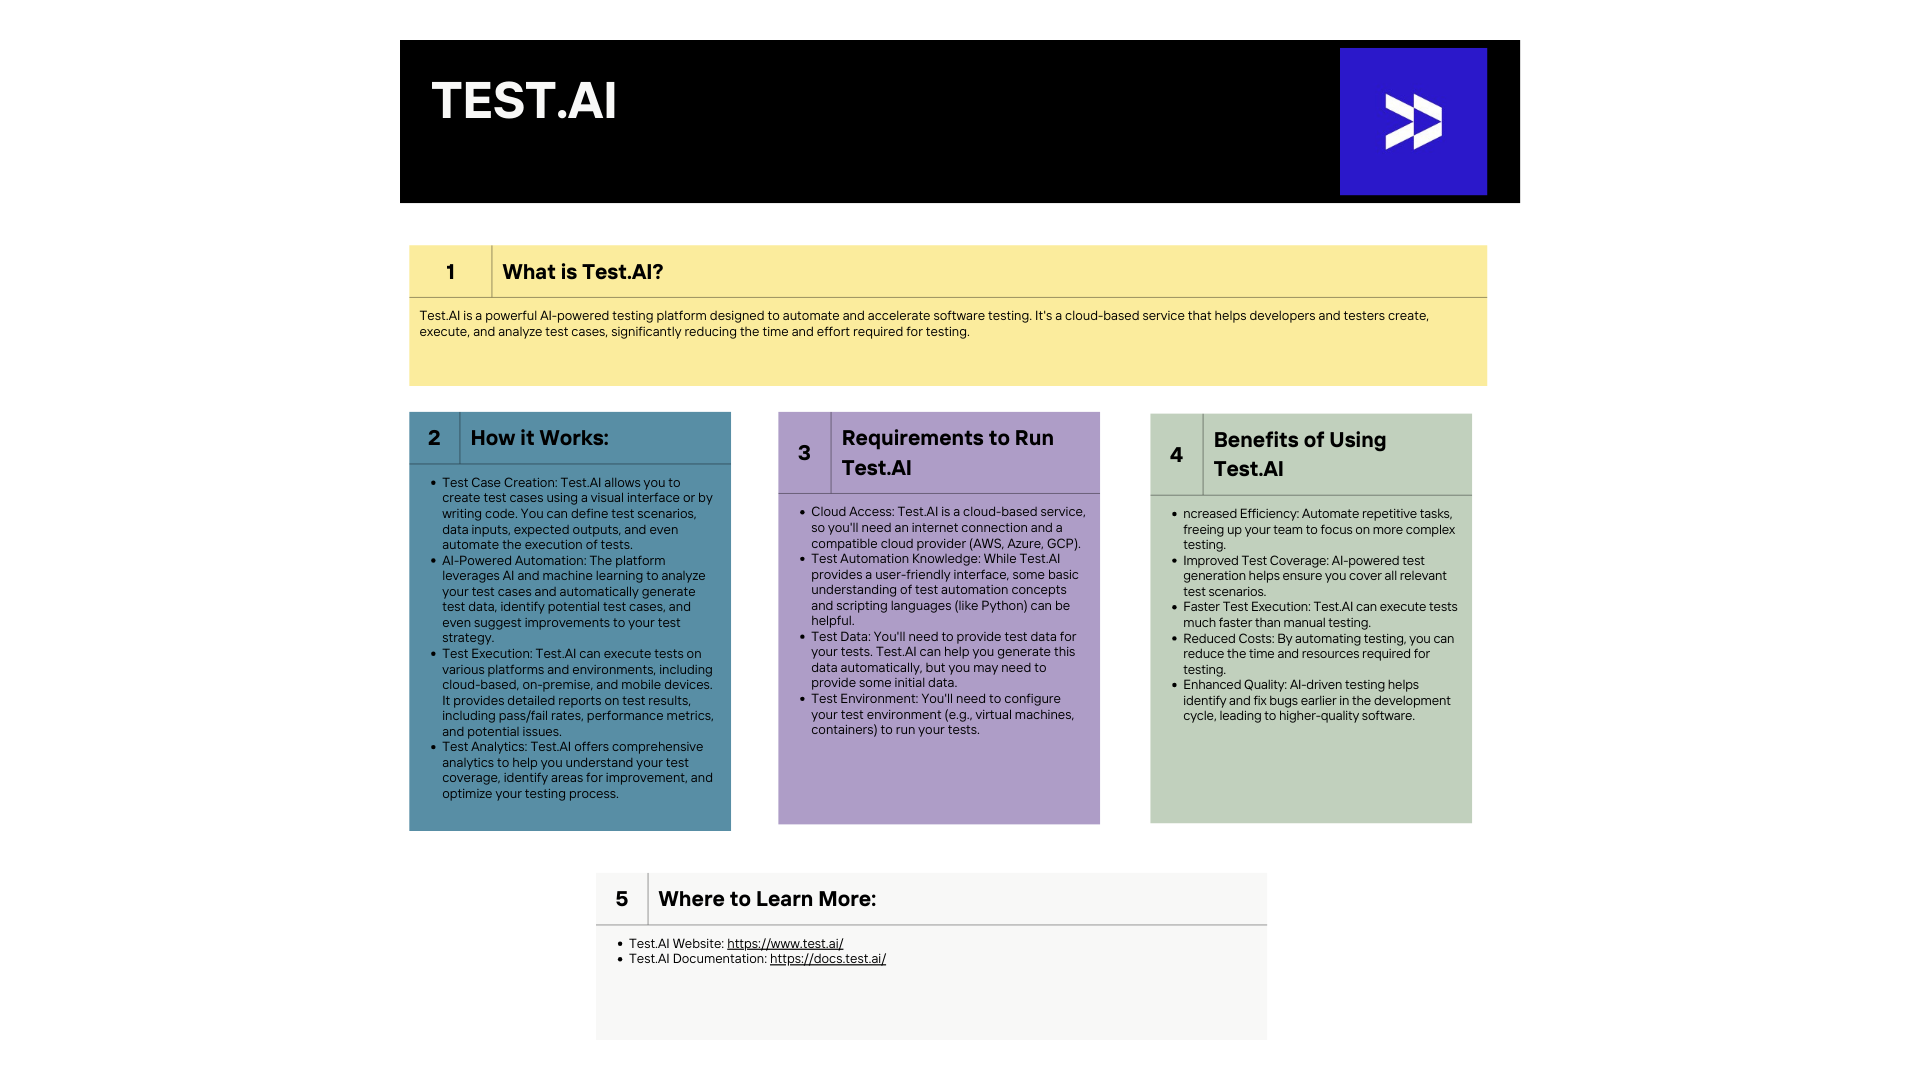 TEST.AI
1
What is Test.AI?
Test.AI is a powerful AI-powered testing platform designed to automate and accelerate software testing. It's a cloud-based service that helps developers and testers create,
execute, and analyze test cases, significantly reducing the time and effort required for testing.
2
How it Works:
• Test Case Creation: Test.AI allows you to
create test cases using a visual interface or by
writing code. You can define test scenarios,
data inputs, expected outputs, and even
automate the execution of tests.
• AI-Powered Automation: The platform
leverages AI and machine learning to analyze
your test cases and automatically generate
test data, identify potential test cases, and
even suggest improvements to your test
strategy.
• Test Execution: Test.AI can execute tests on
various platforms and environments, including
cloud-based, on-premise, and mobile devices.
It provides detailed reports on test results,
including pass/fail rates, performance metrics,
and potential issues.
• Test Analytics: Test.AI offers comprehensive
analytics to help you understand your test
coverage, identify areas for improvement, and
optimize your testing process.
3
Requirements to Run
Test.AI
• Cloud Access: Test.AI is a cloud-based service,
so you'll need an internet connection and a
compatible cloud provider (AWS, Azure, GCP).
• Test Automation Knowledge: While Test.AI
provides a user-friendly interface, some basic
understanding of test automation concepts
and scripting languages (like Python) can be
helpful.
• Test Data: You'll need to provide test data for
your tests. Test.AI can help you generate this
data automatically, but you may need to
provide some initial data.
• Test Environment: You'll need to configure
your test environment (e.g., virtual machines,
containers) to run your tests.
4
Benefits of Using
Test.AI
• ncreased Efficiency: Automate repetitive tasks,
freeing up your team to focus on more complex
testing.
• Improved Test Coverage: AI-powered test
generation helps ensure you cover all relevant
test scenarios.
• Faster Test Execution: Test.AI can execute tests
much faster than manual testing.
• Reduced Costs: By automating testing, you can
reduce the time and resources required for
testing.
• Enhanced Quality: AI-driven testing helps
identify and fix bugs earlier in the development
cycle, leading to higher-quality software.
5
Where to Learn More:
• Test.AI Website: https://www.test.ai/
• Test.AI Documentation: https://docs.test.ai/